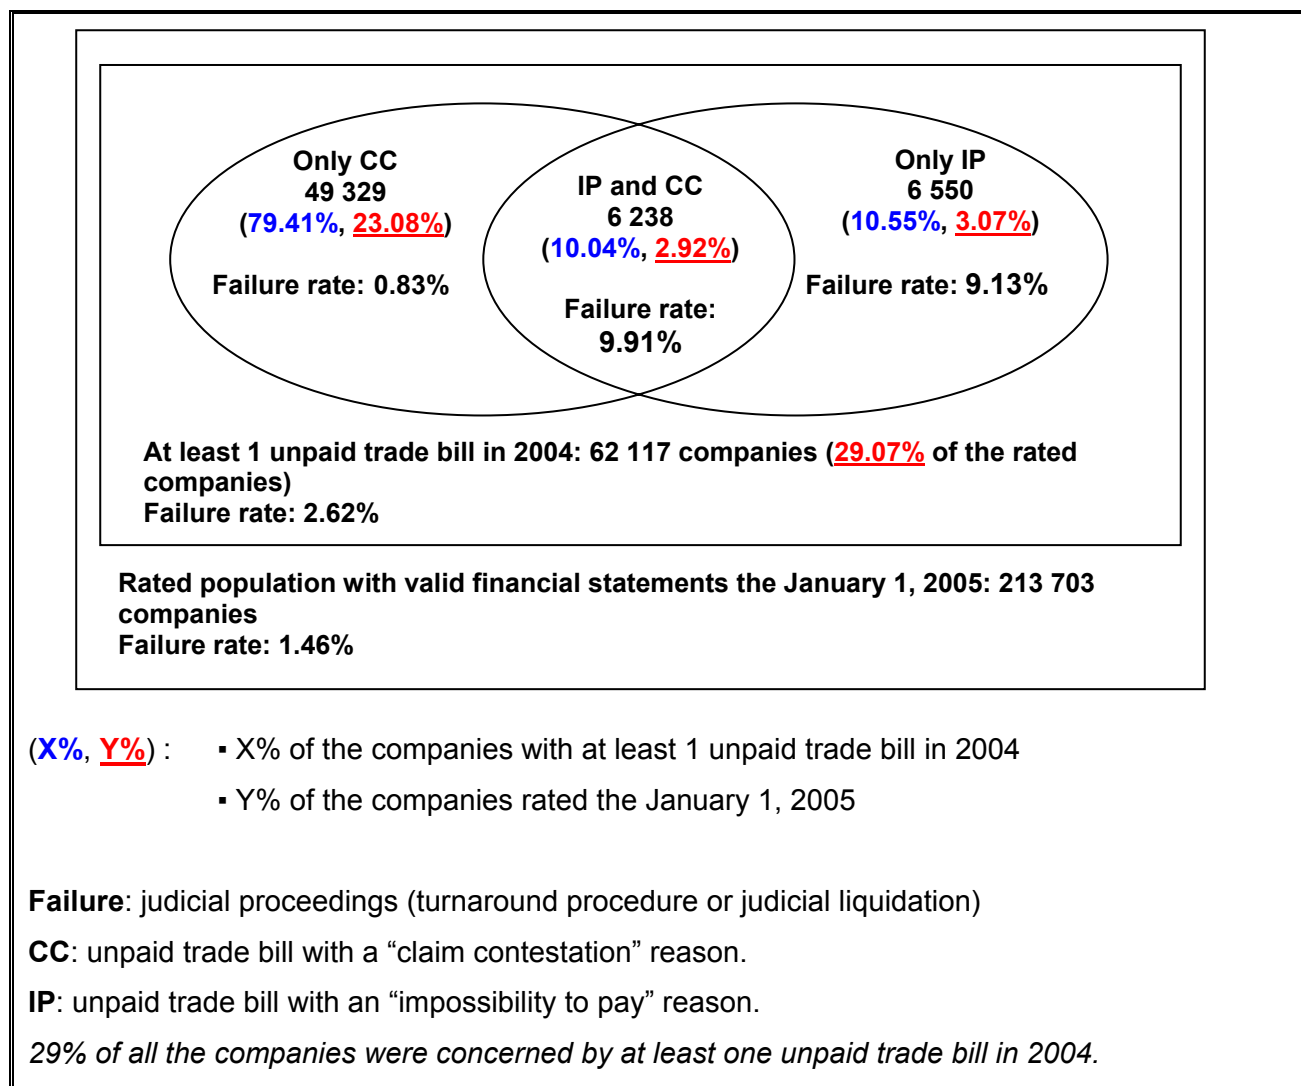 Only CC
49 329
(79.41%, 23.08%)
Failure rate: 0.83%
IP and CC
6 238
(10.04%, 2.92%)
Failure rate:
9.91%
Only IP
6 550
(10.55%, 3.07%)
Failure rate: 9.13%
At least 1 unpaid trade bill in 2004: 62 117 companies (29.07% of the rated
companies)
Failure rate: 2.62%
Rated population with valid financial statements the January 1, 2005: 213 703
companies
Failure rate: 1.46%
(X%, Y%) : ▪ X% of the companies with at least 1 unpaid trade bill in 2004
▪ Y% of the companies rated the January 1, 2005
Failure: judicial proceedings (turnaround procedure or judicial liquidation)
CC: unpaid trade bill with a “claim contestation” reason.
IP: unpaid trade bill with an “impossibility to pay” reason.
29% of all the companies were concerned by at least one unpaid trade bill in 2004.